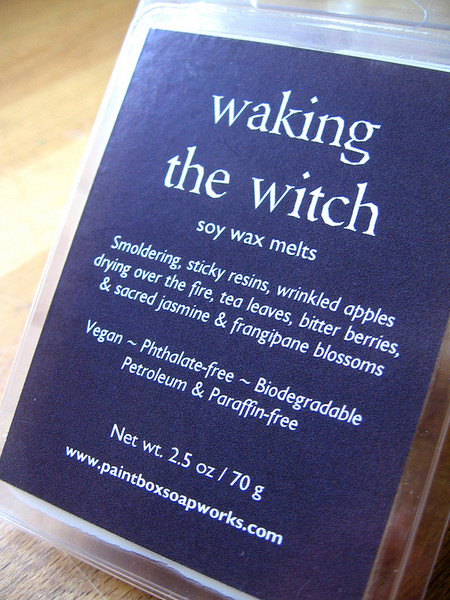 waking
the witch
soy wax melts
Smoldering, sticky resins, wrinkled apples
drying over the fire, tea leaves, bitter berries,
& sacred jasmine & frangipane blossoms
Vegan ~ Phthalate-free ~ Biodegradable
Petroleum & Paraffin-free
Net wt. 2.5 oz / 70 g
www.paintboxsoapworks.com